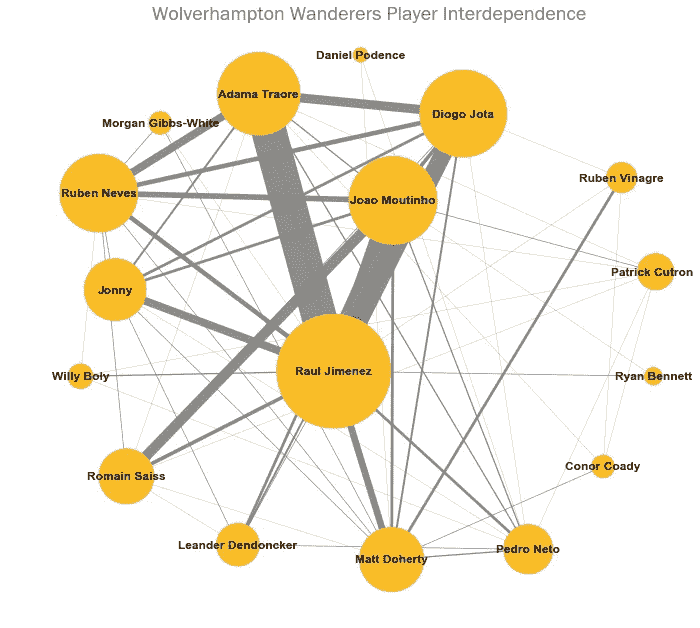 Wolverhampton Wanderers Player Interdependence
Daniel Podence
Adama Traore
Diogo Jota
Morgan Gibbs-White
Ruben Vinagre
Ruben Neves
Joao Moutinho
Patrick Cutron
Jonny
Raul Jimenez
Willy Boly
Ryan Bennett
Conor Coady
Romain Saiss
Leander Dendoncker
Pedro Neto
Matt Doherty